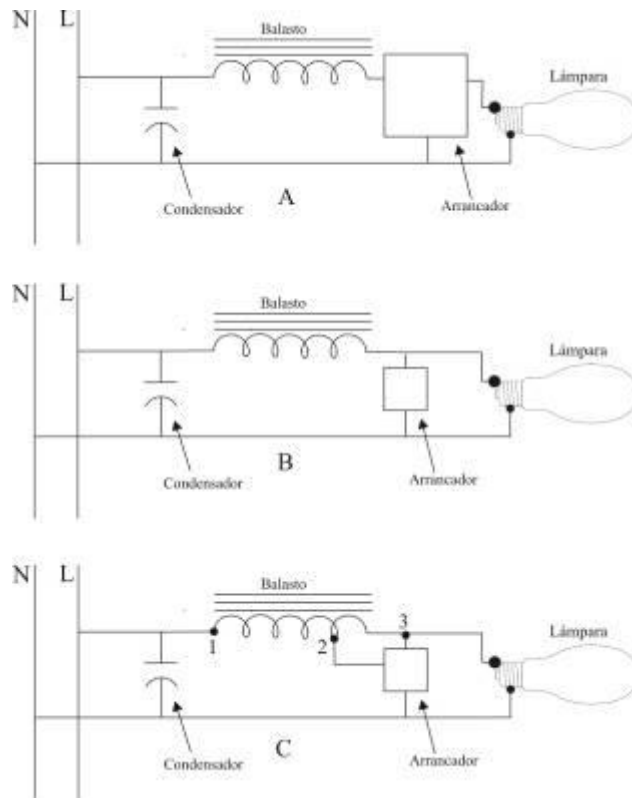 N L
Balasto
Lámpara
Condensador
A
Arrancador
N L
Balasto
Lámpara
Condensador
B
Arrancador
N L
Balasto
Lámpara
1 2 3
Condensador
C
Arrancador